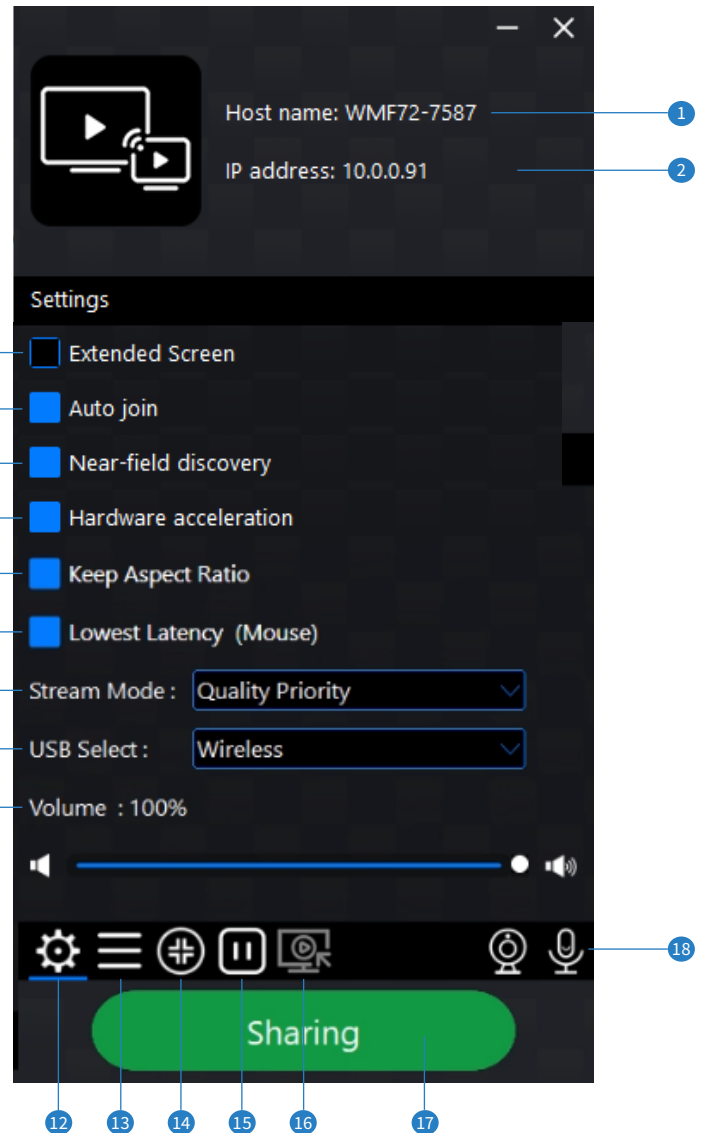 Host name: WMF72-7587
1
IP address: 10.0.0.91
2
Settings
Extended Screen
Auto join
Near-field discovery
Hardware acceleration
Keep Aspect Ratio
Lowest Latency (Mouse)
Stream Mode : Quality Priority
USB Select : Wireless
Volume : 100%
18
Sharing
12 13 14 15 16 17